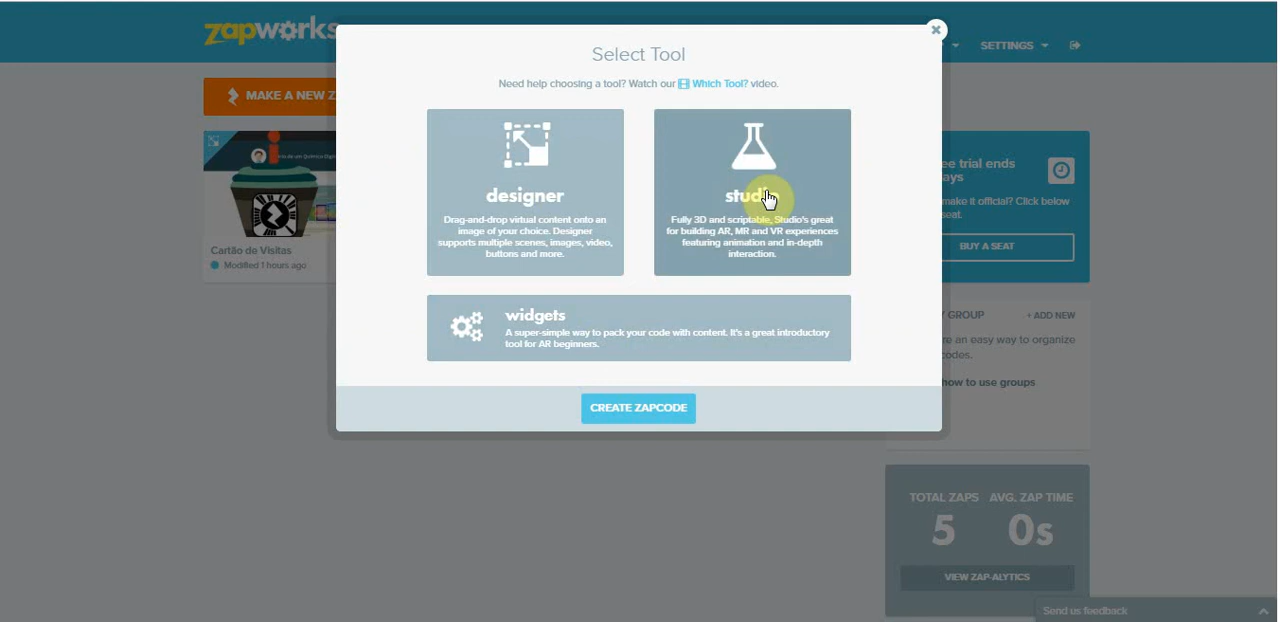 zapworks
SETTINGS
MAKE A NEW Z
Select Tool
Need help choosing a tool? Watch our Which Tool? video.
designer
Drag-and-drop virtual content onto an
image of your choice. Designer
supports multiple scenes, images, video,
buttons and more.
studio
Fully 3D and scriptable, Studio's great
for building AR, MR and VR experiences
featuring animation and in-depth
interaction.
widgets
A super-simple way to pack your code with content. It's a great introductory
tool for AR beginners.
CREATE ZAPCODE
Cartão de Visitas
Modified 1 hours ago
ee trial ends
ays
make it official? Click below
seat
BUY A SEAT
GROUP
+ ADD NEW
re an easy way to organize
codes.
how to use groups
TOTAL ZAPS
AVG. ZAP TIME
5
0s
VIEW ZAP-ALYTICS
Send us feedback